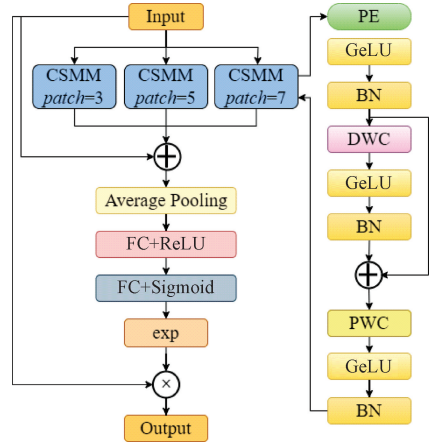 Input
CSMM
patch=3
CSMM
patch=5
CSMM
patch=7
+
Average Pooling
FC+ReLU
FC+Sigmoid
exp
×
Output
PE
GeLU
BN
DWC
GeLU
BN
+
PWC
GeLU
BN